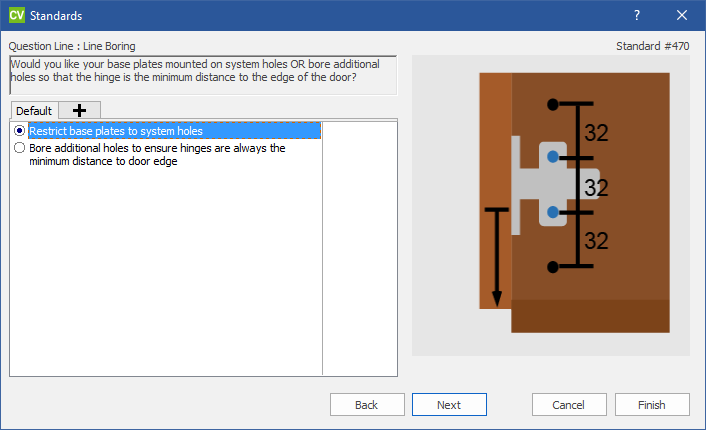 CV Standards
Question Line : Line Boring
Standard #470
Would you like your base plates mounted on system holes OR bore additional
holes so that the hinge is the minimum distance to the edge of the door?
Default
Restrict base plates to system holes
Bore additional holes to ensure hinges are always the
minimum distance to door edge
32
32
32
Back
Next
Cancel
Finish